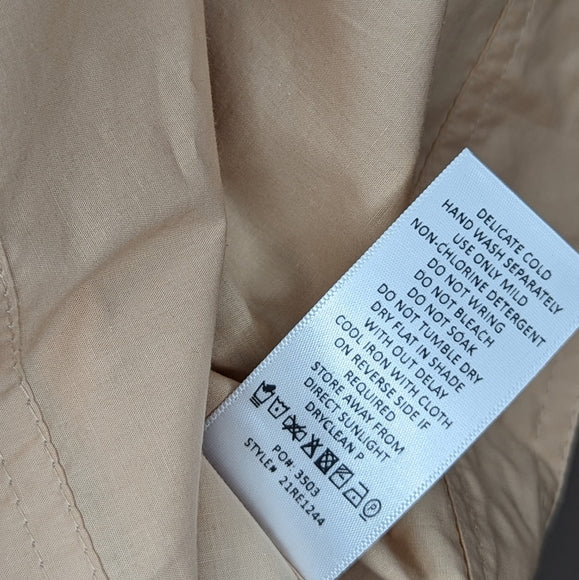 DELICATE COLD
HAND WASH SEPARATELY
USE ONLY MILD
NON-CHLORINE DETERGENT
DO NOT WRING
DO NOT BLEACH
DO NOT SOAK
DO NOT TUMBLE DRY
DRY FLAT IN SHADE
WITH OUT DELAY
COOL IRON WITH CLOTH
ON REVERSE SIDE IF
REQUIRED
STORE AWAY FROM
DIRECT SUNLIGHT
DRYCLEAN P
P
PO#: 3503
STYLE# 21RE1244